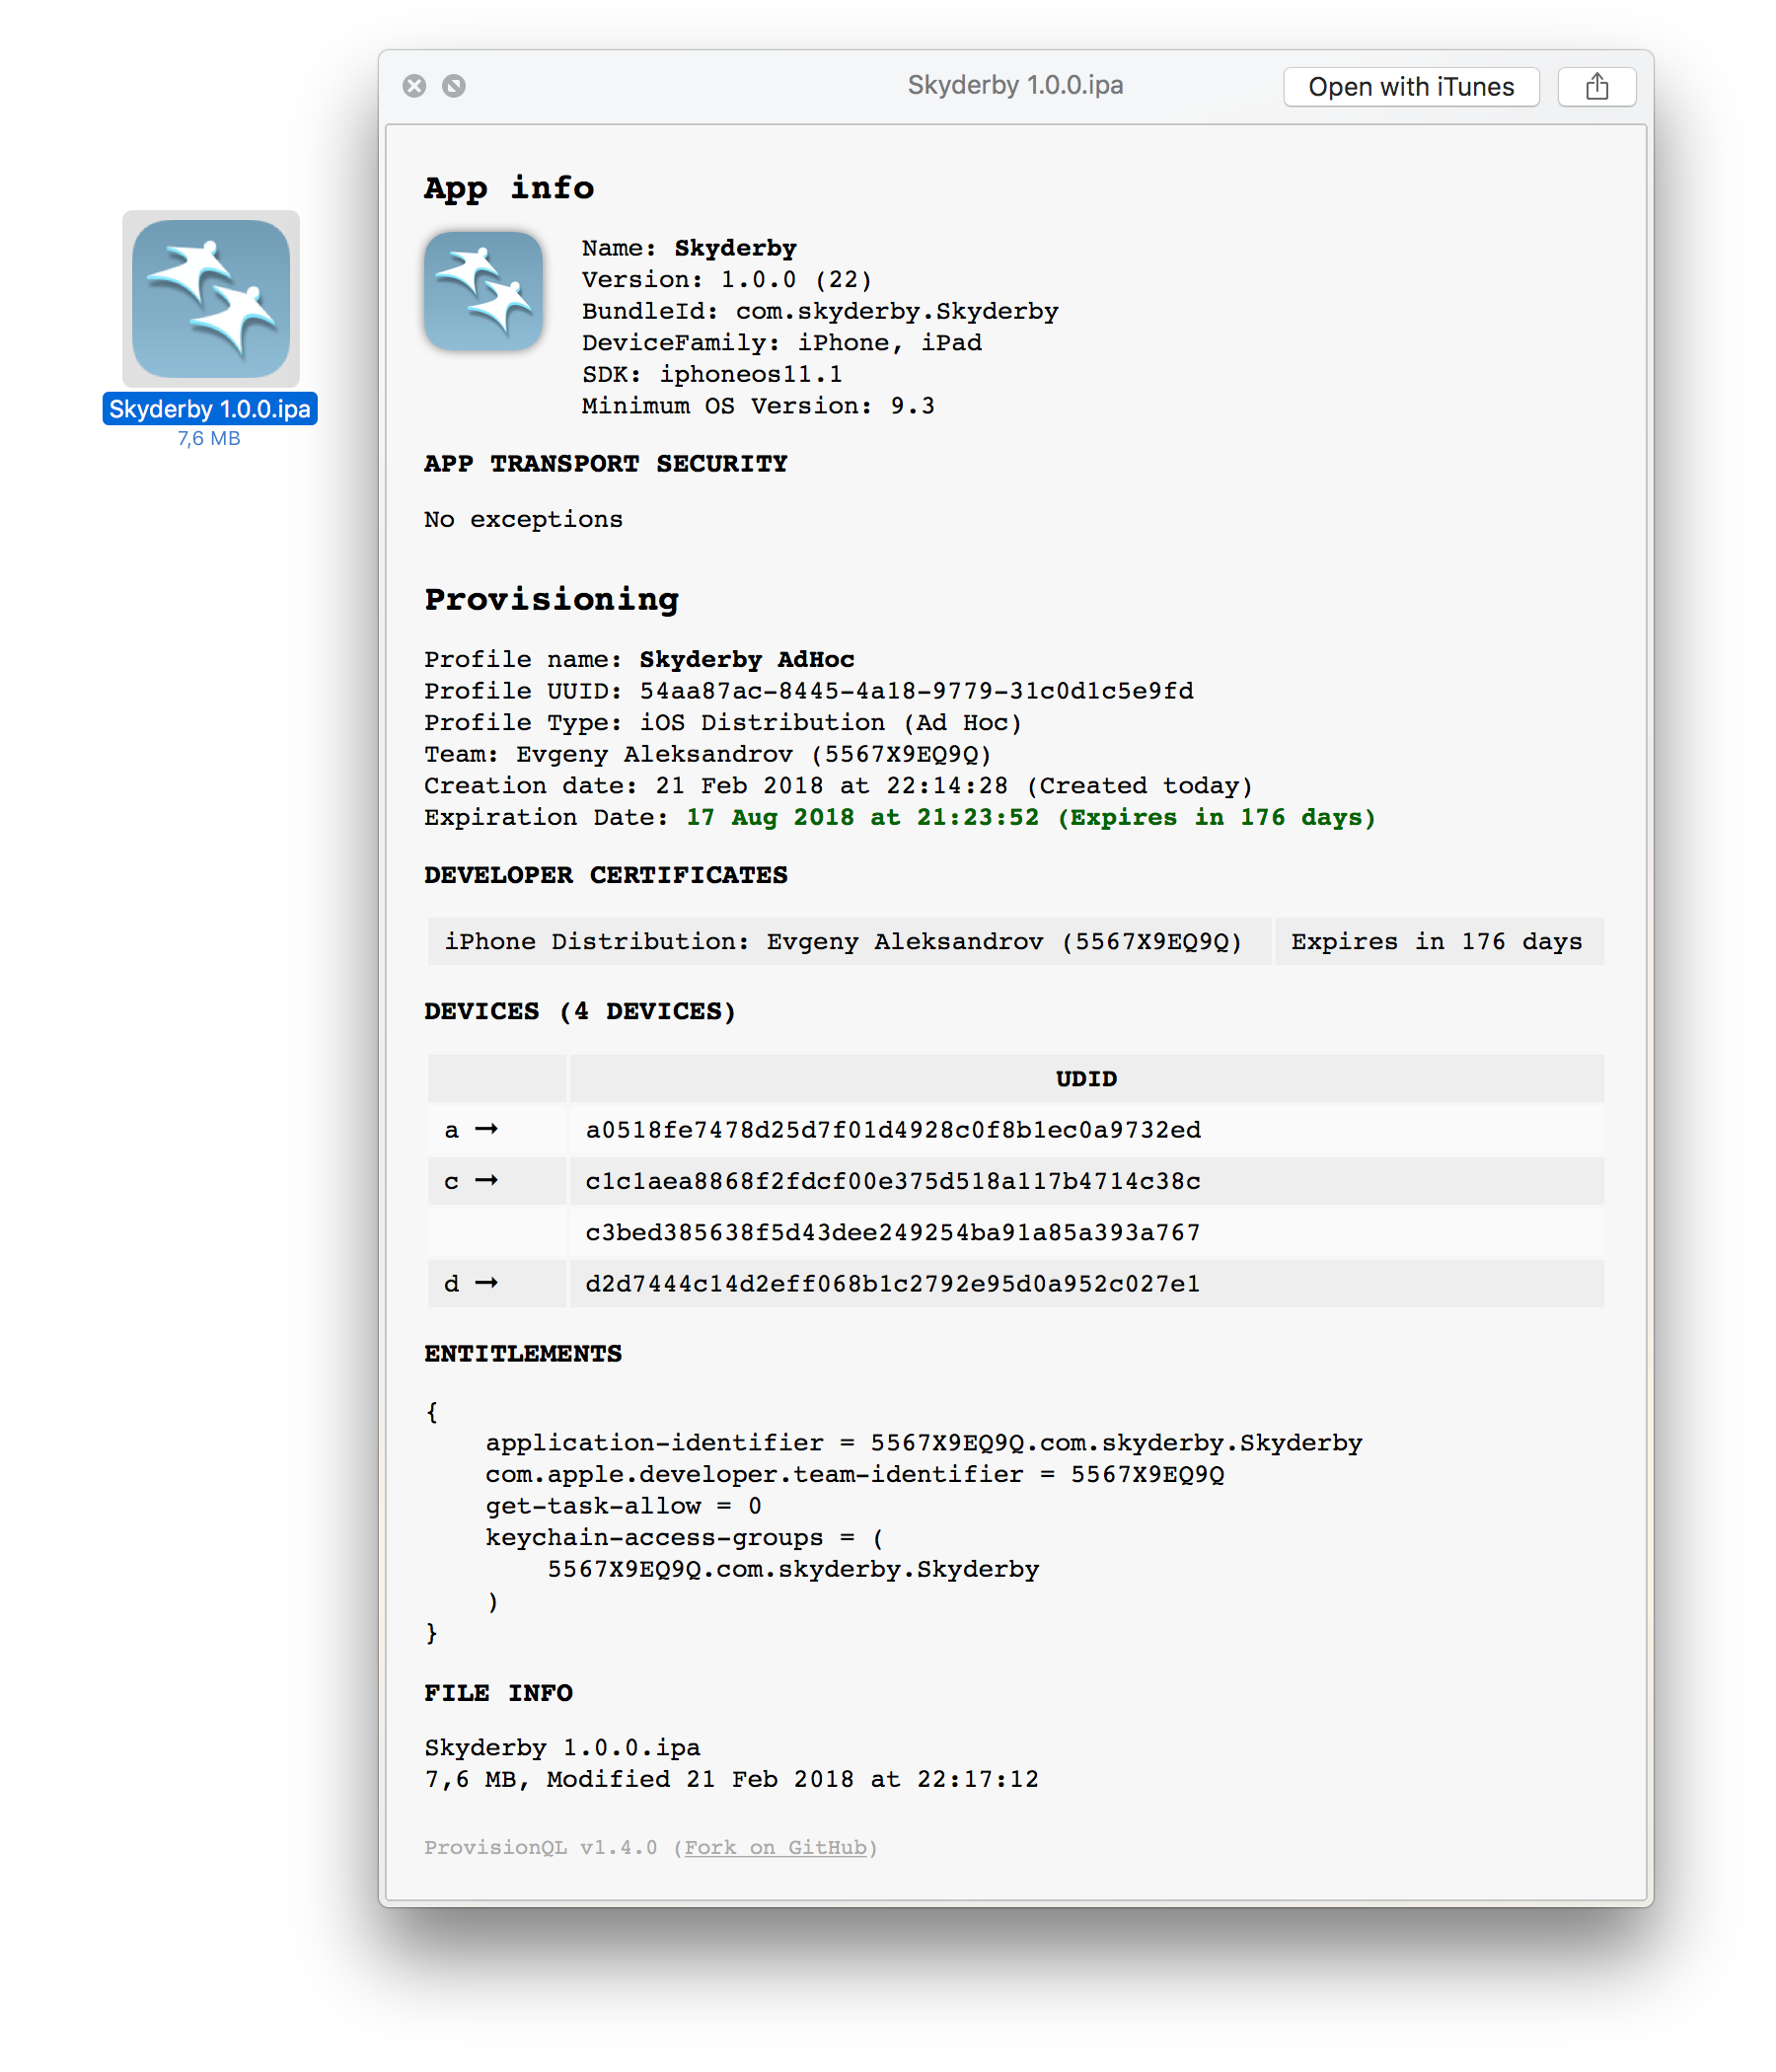 Skyderby 1.0.0.ipa
Open with iTunes
Skyderby 1.0.0.ipa
7,6 MB
App info
Name: Skyderby
Version: 1.0.0 (22)
BundleId: com.skyderby.Skyderby
DeviceFamily: iPhone, iPad
SDK: iphoneos11.1
Minimum OS Version: 9.3
APP TRANSPORT SECURITY
No exceptions
Provisioning
Profile name: Skyderby AdHoc
Profile UUID: 54aa87ac-8445-4a18-9779-31c0d1c5e9fd
Profile Type: iOS Distribution (Ad Hoc)
Team: Evgeny Aleksandrov (5567X9EQ9Q)
Creation date: 21 Feb 2018 at 22:14:28 (Created today)
Expiration Date: 17 Aug 2018 at 21:23:52 (Expires in 176 days)
DEVELOPER CERTIFICATES
iPhone Distribution: Evgeny Aleksandrov (5567X9EQ9Q) Expires in 176 days
DEVICES (4 DEVICES)
UDID
a → a0518fe7478d25d7f01d4928c0f8b1ec0a9732ed
c → c1c1aea8868f2fdcf00e375d518a117b4714c38c
c3bed385638f5d43dee249254ba91a85a393a767
d → d2d7444c14d2eff068b1c2792e95d0a952c027e1
ENTITLEMENTS
{
application-identifier = 5567X9EQ9Q.com.skyderby.Skyderby
com.apple.developer.team-identifier = 5567X9EQ9Q
get-task-allow = 0
keychain-access-groups = (
5567X9EQ9Q.com.skyderby.Skyderby
)
}
FILE INFO
Skyderby 1.0.0.ipa
7,6 MB, Modified 21 Feb 2018 at 22:17:12
ProvisionQL v1.4.0 (Fork on GitHub)